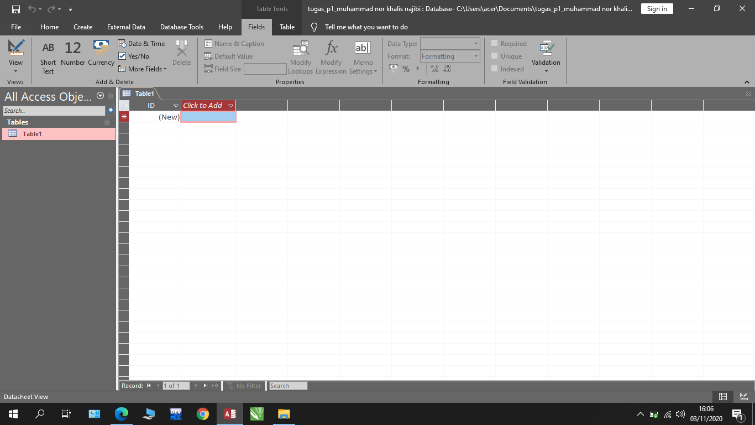 Table Tools
tugas_p1_muhammad nor khalis najibi : Database- C:\Users\acer\Documents\tugas_p1_muhammad nor khali...
Sign in
File
Home
Create
External Data
Database Tools
Help
Fields
Table
Tell me what you want to do
View
Views
AB
Short Text
12
Number
Currency
Date & Time
Yes/No
More Fields
Delete
Add & Delete
Name & Caption
Default Value
Field Size
Modify Lookups
fx
Modify Expression
ab
Memo Settings
Properties
Data Type:
Format:
Formatting
%
Formatting
Required
Unique
Indexed
Validation
Field Validation
All Access Obje...
Search...
Tables
Table1
Table1
ID
Click to Add
(New)
Record:
1 of 1
No Filter
Search
Datasheet View
16:06
03/11/2020
1